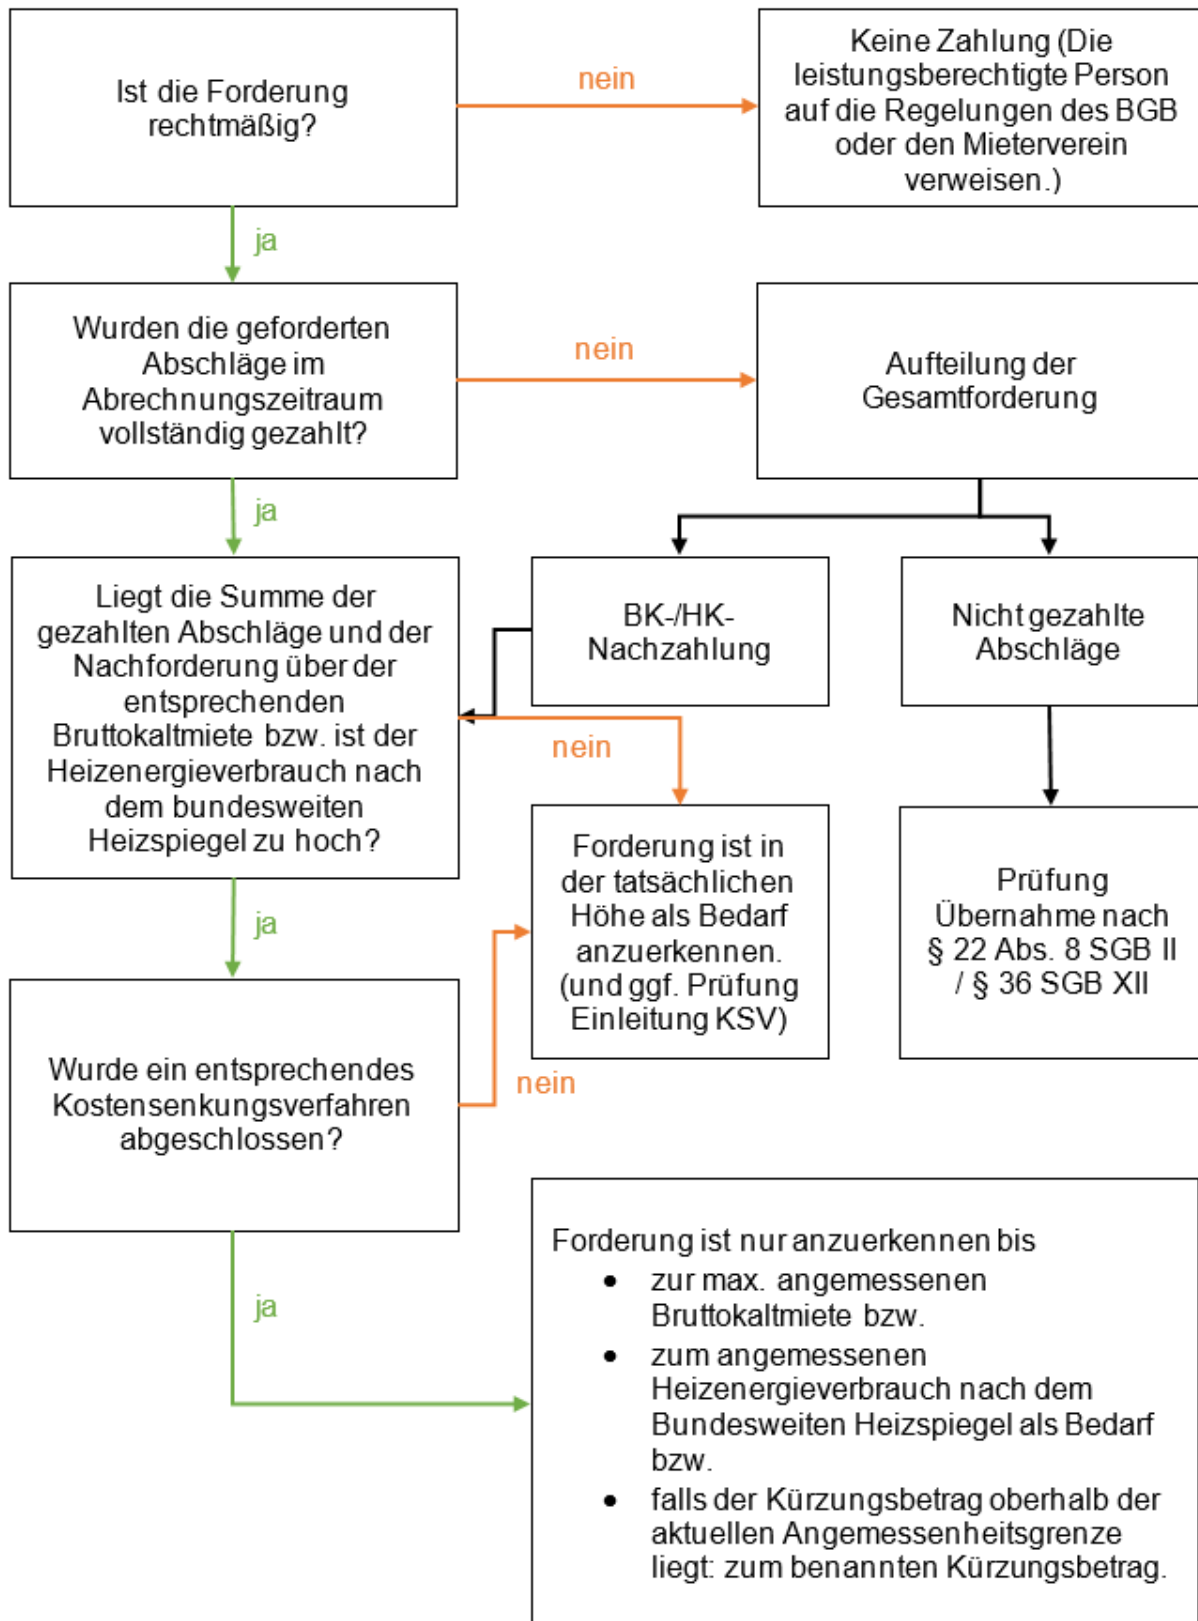 Ist die Forderung
rechtmäßig?
nein
Keine Zahlung (Die
leistungsberechtigte Person
auf die Regelungen des BGB
oder den Mieterverein
verweisen.)
ja
Wurden die geforderten
Abschläge im
Abrechnungszeitraum
vollständig gezahlt?
nein
Aufteilung der
Gesamtforderung
ja
Liegt die Summe der
gezahlten Abschläge und der
Nachforderung über der
entsprechenden
Bruttokaltmiete bzw. ist der
Heizenergieverbrauch nach
dem bundesweiten
Heizspiegel zu hoch?
BK-/HK-
Nachzahlung
Nicht gezahlte
Abschläge
nein
Forderung ist in
der tatsächlichen
Höhe als Bedarf
anzuerkennen.
(und ggf. Prüfung
Einleitung KSV)
Prüfung
Übernahme nach
§ 22 Abs. 8 SGB II
/ § 36 SGB XII
ja
Wurde ein entsprechendes
Kostensenkungsverfahren
abgeschlossen?
nein
ja
Forderung ist nur anzuerkennen bis
• zur max. angemessenen
Bruttokaltmiete bzw.
• zum angemessenen
Heizenergieverbrauch nach dem
Bundesweiten Heizspiegel als Bedarf
bzw.
• falls der Kürzungsbetrag oberhalb der
aktuellen Angemessenheitsgrenze
liegt: zum benannten Kürzungsbetrag.